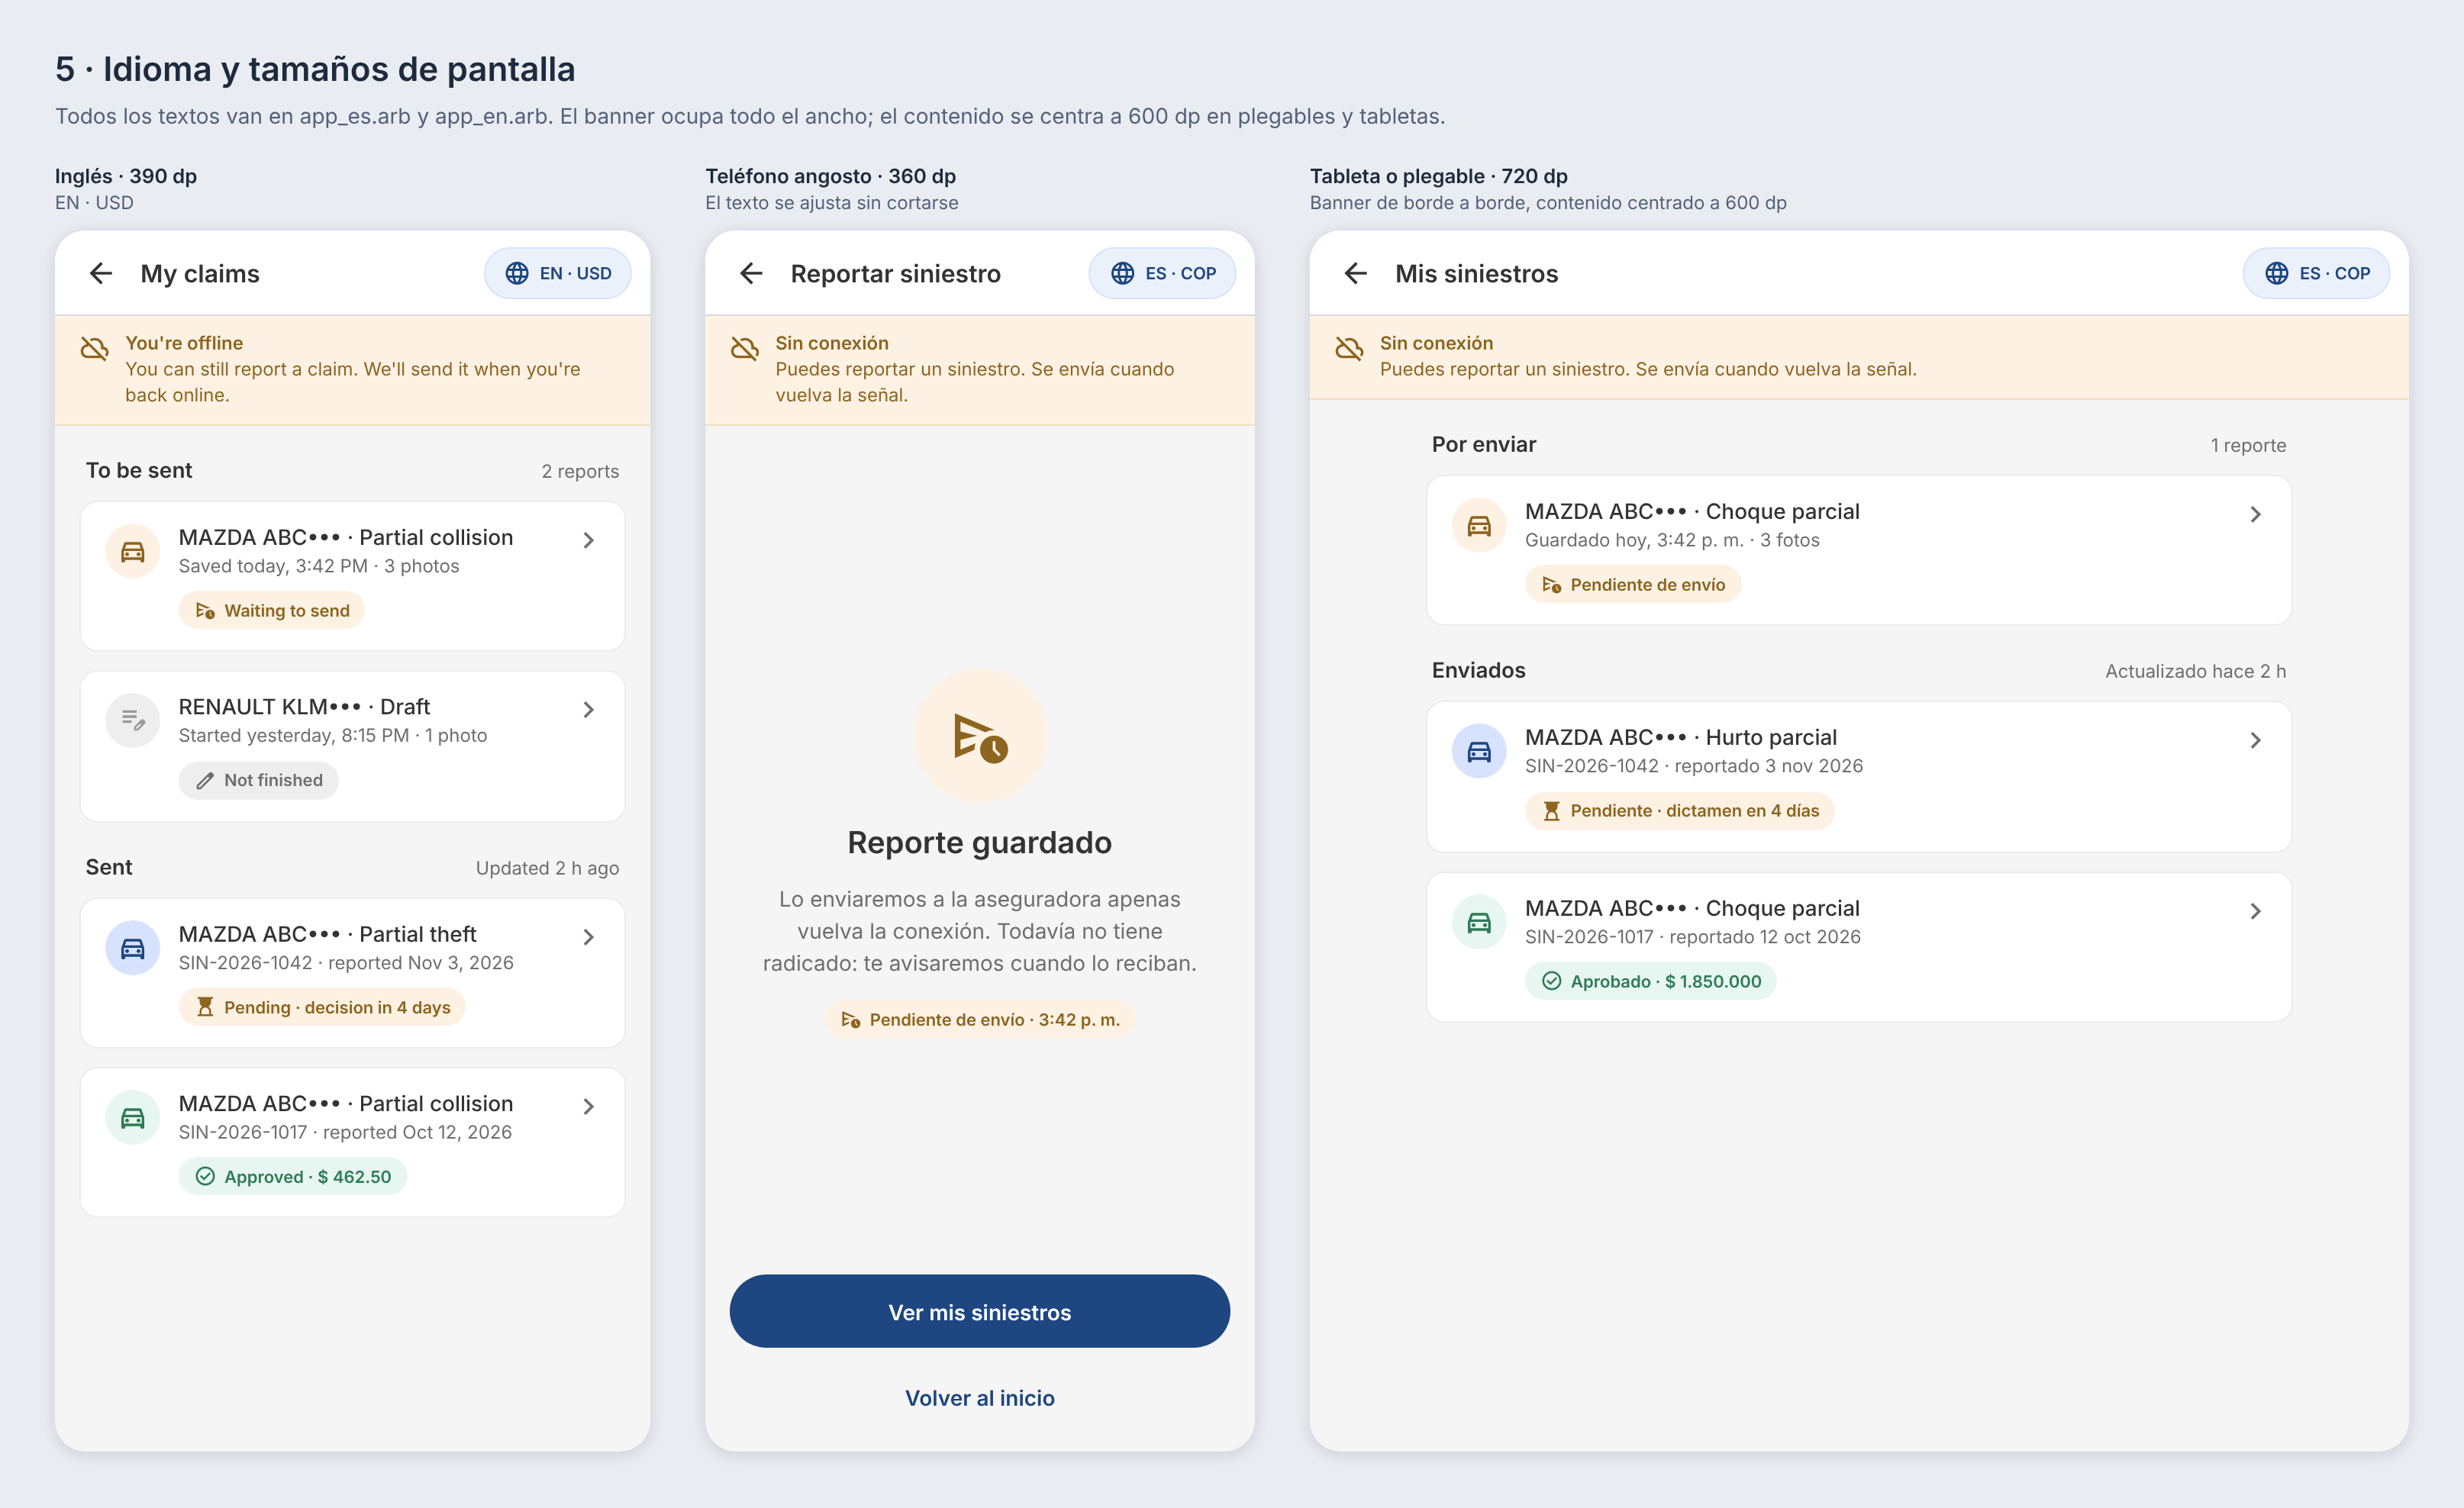 5 · Idioma y tamaños de pantalla
Todos los textos van en app_es.arb y app_en.arb. El banner ocupa todo el ancho; el contenido se centra a 600 dp en plegables y tabletas.
Inglés · 390 dp
EN · USD
My claims
EN · USD
You're offline
You can still report a claim. We'll send it when you're
back online.
To be sent
2 reports
MAZDA ABC••• · Partial collision
Saved today, 3:42 PM · 3 photos
Waiting to send
RENAULT KLM••• · Draft
Started yesterday, 8:15 PM · 1 photo
Not finished
Sent
Updated 2 h ago
MAZDA ABC••• · Partial theft
SIN-2026-1042 · reported Nov 3, 2026
Pending · decision in 4 days
MAZDA ABC••• · Partial collision
SIN-2026-1017 · reported Oct 12, 2026
Approved · $ 462.50
Teléfono angosto · 360 dp
El texto se ajusta sin cortarse
Reportar siniestro
ES · COP
Sin conexión
Puedes reportar un siniestro. Se envía cuando
vuelva la señal.
Reporte guardado
Lo enviaremos a la aseguradora apenas
vuelva la conexión. Todavía no tiene
radicado: te avisaremos cuando lo reciban.
Pendiente de envío · 3:42 p. m.
Ver mis siniestros
Volver al inicio
Tableta o plegable · 720 dp
Banner de borde a borde, contenido centrado a 600 dp
Mis siniestros
ES · COP
Sin conexión
Puedes reportar un siniestro. Se envía cuando vuelva la señal.
Por enviar
1 reporte
MAZDA ABC••• · Choque parcial
Guardado hoy, 3:42 p. m. · 3 fotos
Pendiente de envío
Enviados
Actualizado hace 2 h
MAZDA ABC••• · Hurto parcial
SIN-2026-1042 · reportado 3 nov 2026
Pendiente · dictamen en 4 días
MAZDA ABC••• · Choque parcial
SIN-2026-1017 · reportado 12 oct 2026
Aprobado · $ 1.850.000